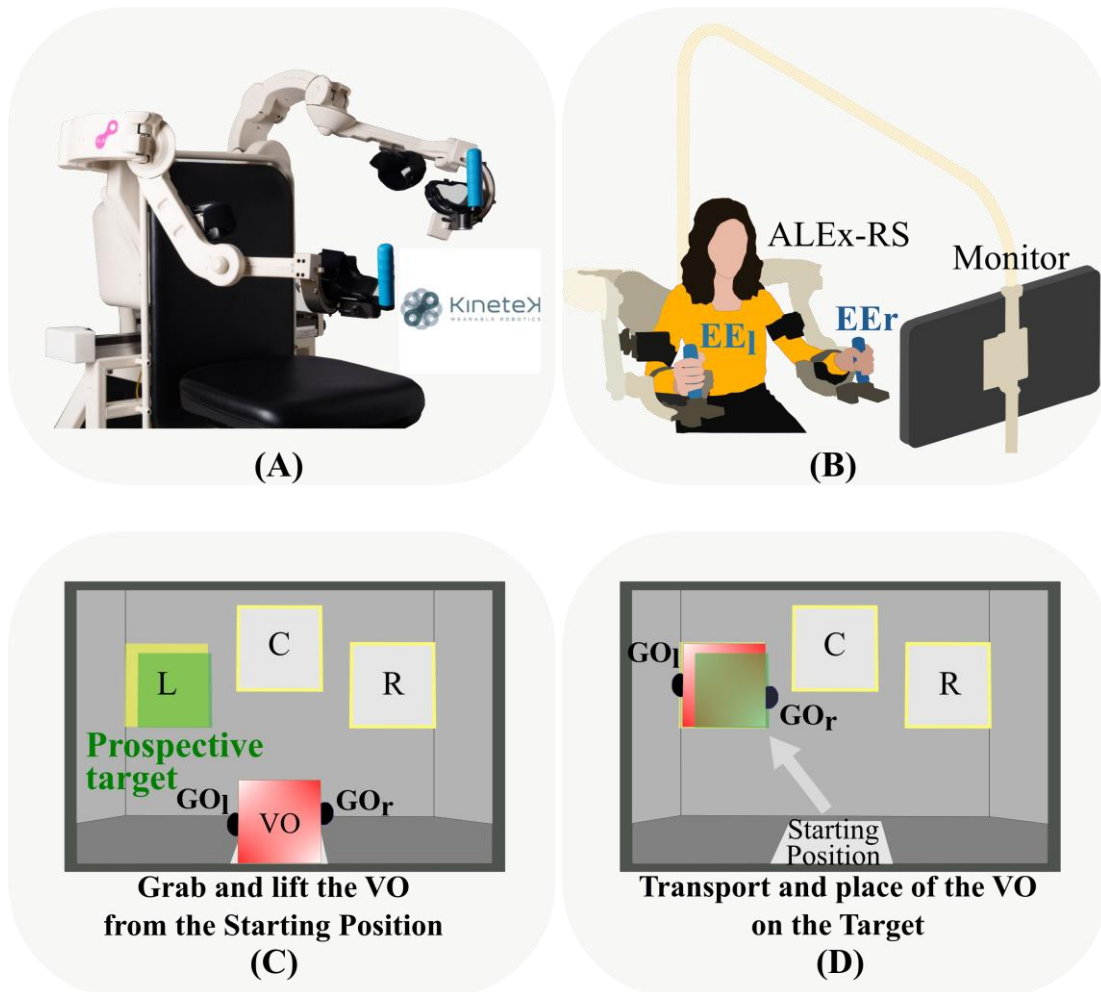 KıneteK
WEARABLE ROBOTICS
(A)
ALEx-RS
Monitor
EEl
EEr
(B)
C
L
R
Prospective
target
GOl
GOr
VO
Grab and lift the VO
from the Starting Position
(C)
C
GOl
R
GOr
Starting
Position
Transport and place of the VO
on the Target
(D)